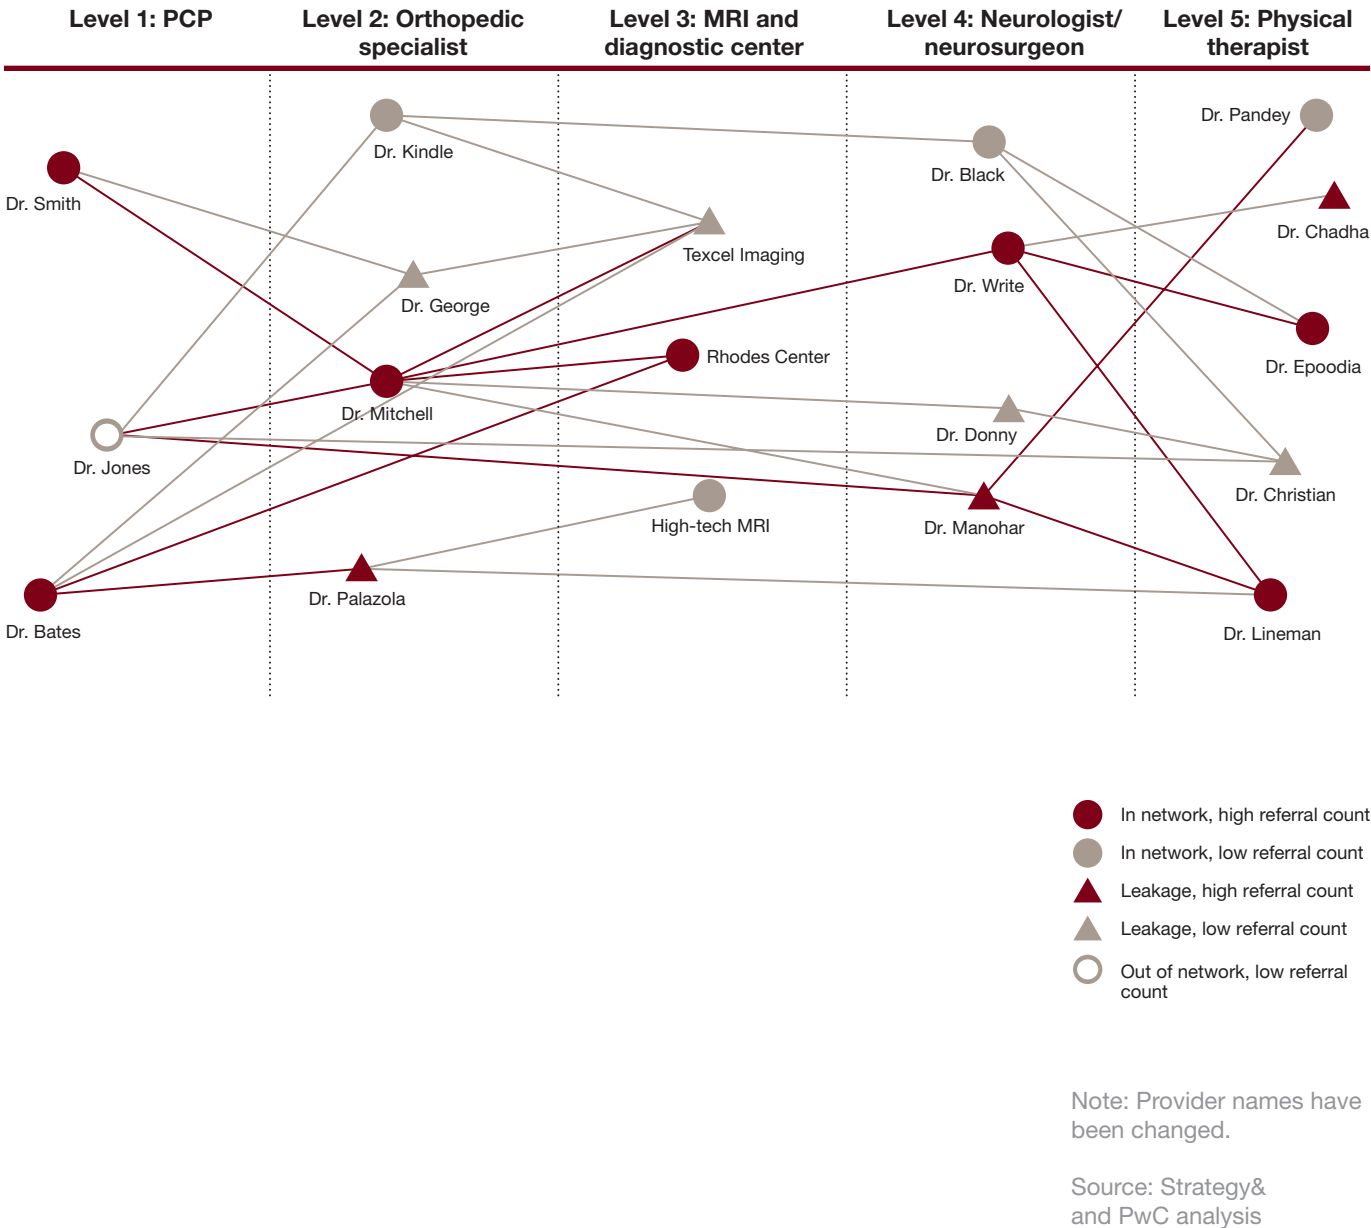 Level 1: PCP
Level 2: Orthopedic
specialist
Level 3: MRI and
diagnostic center
Level 4: Neurologist/
neurosurgeon
Level 5: Physical
therapist
Dr. Smith
Dr. Jones
Dr. Bates
Dr. Kindle
Dr. George
Dr. Mitchell
Dr. Palazola
Texcel Imaging
Rhodes Center
High-tech MRI
Dr. Black
Dr. Write
Dr. Donny
Dr. Manohar
Dr. Pandey
Dr. Chadha
Dr. Epoodia
Dr. Christian
Dr. Lineman
In network, high referral count
In network, low referral count
Leakage, high referral count
Leakage, low referral count
Out of network, low referral
count
Note: Provider names have
been changed.
Source: Strategy&
and PwC analysis